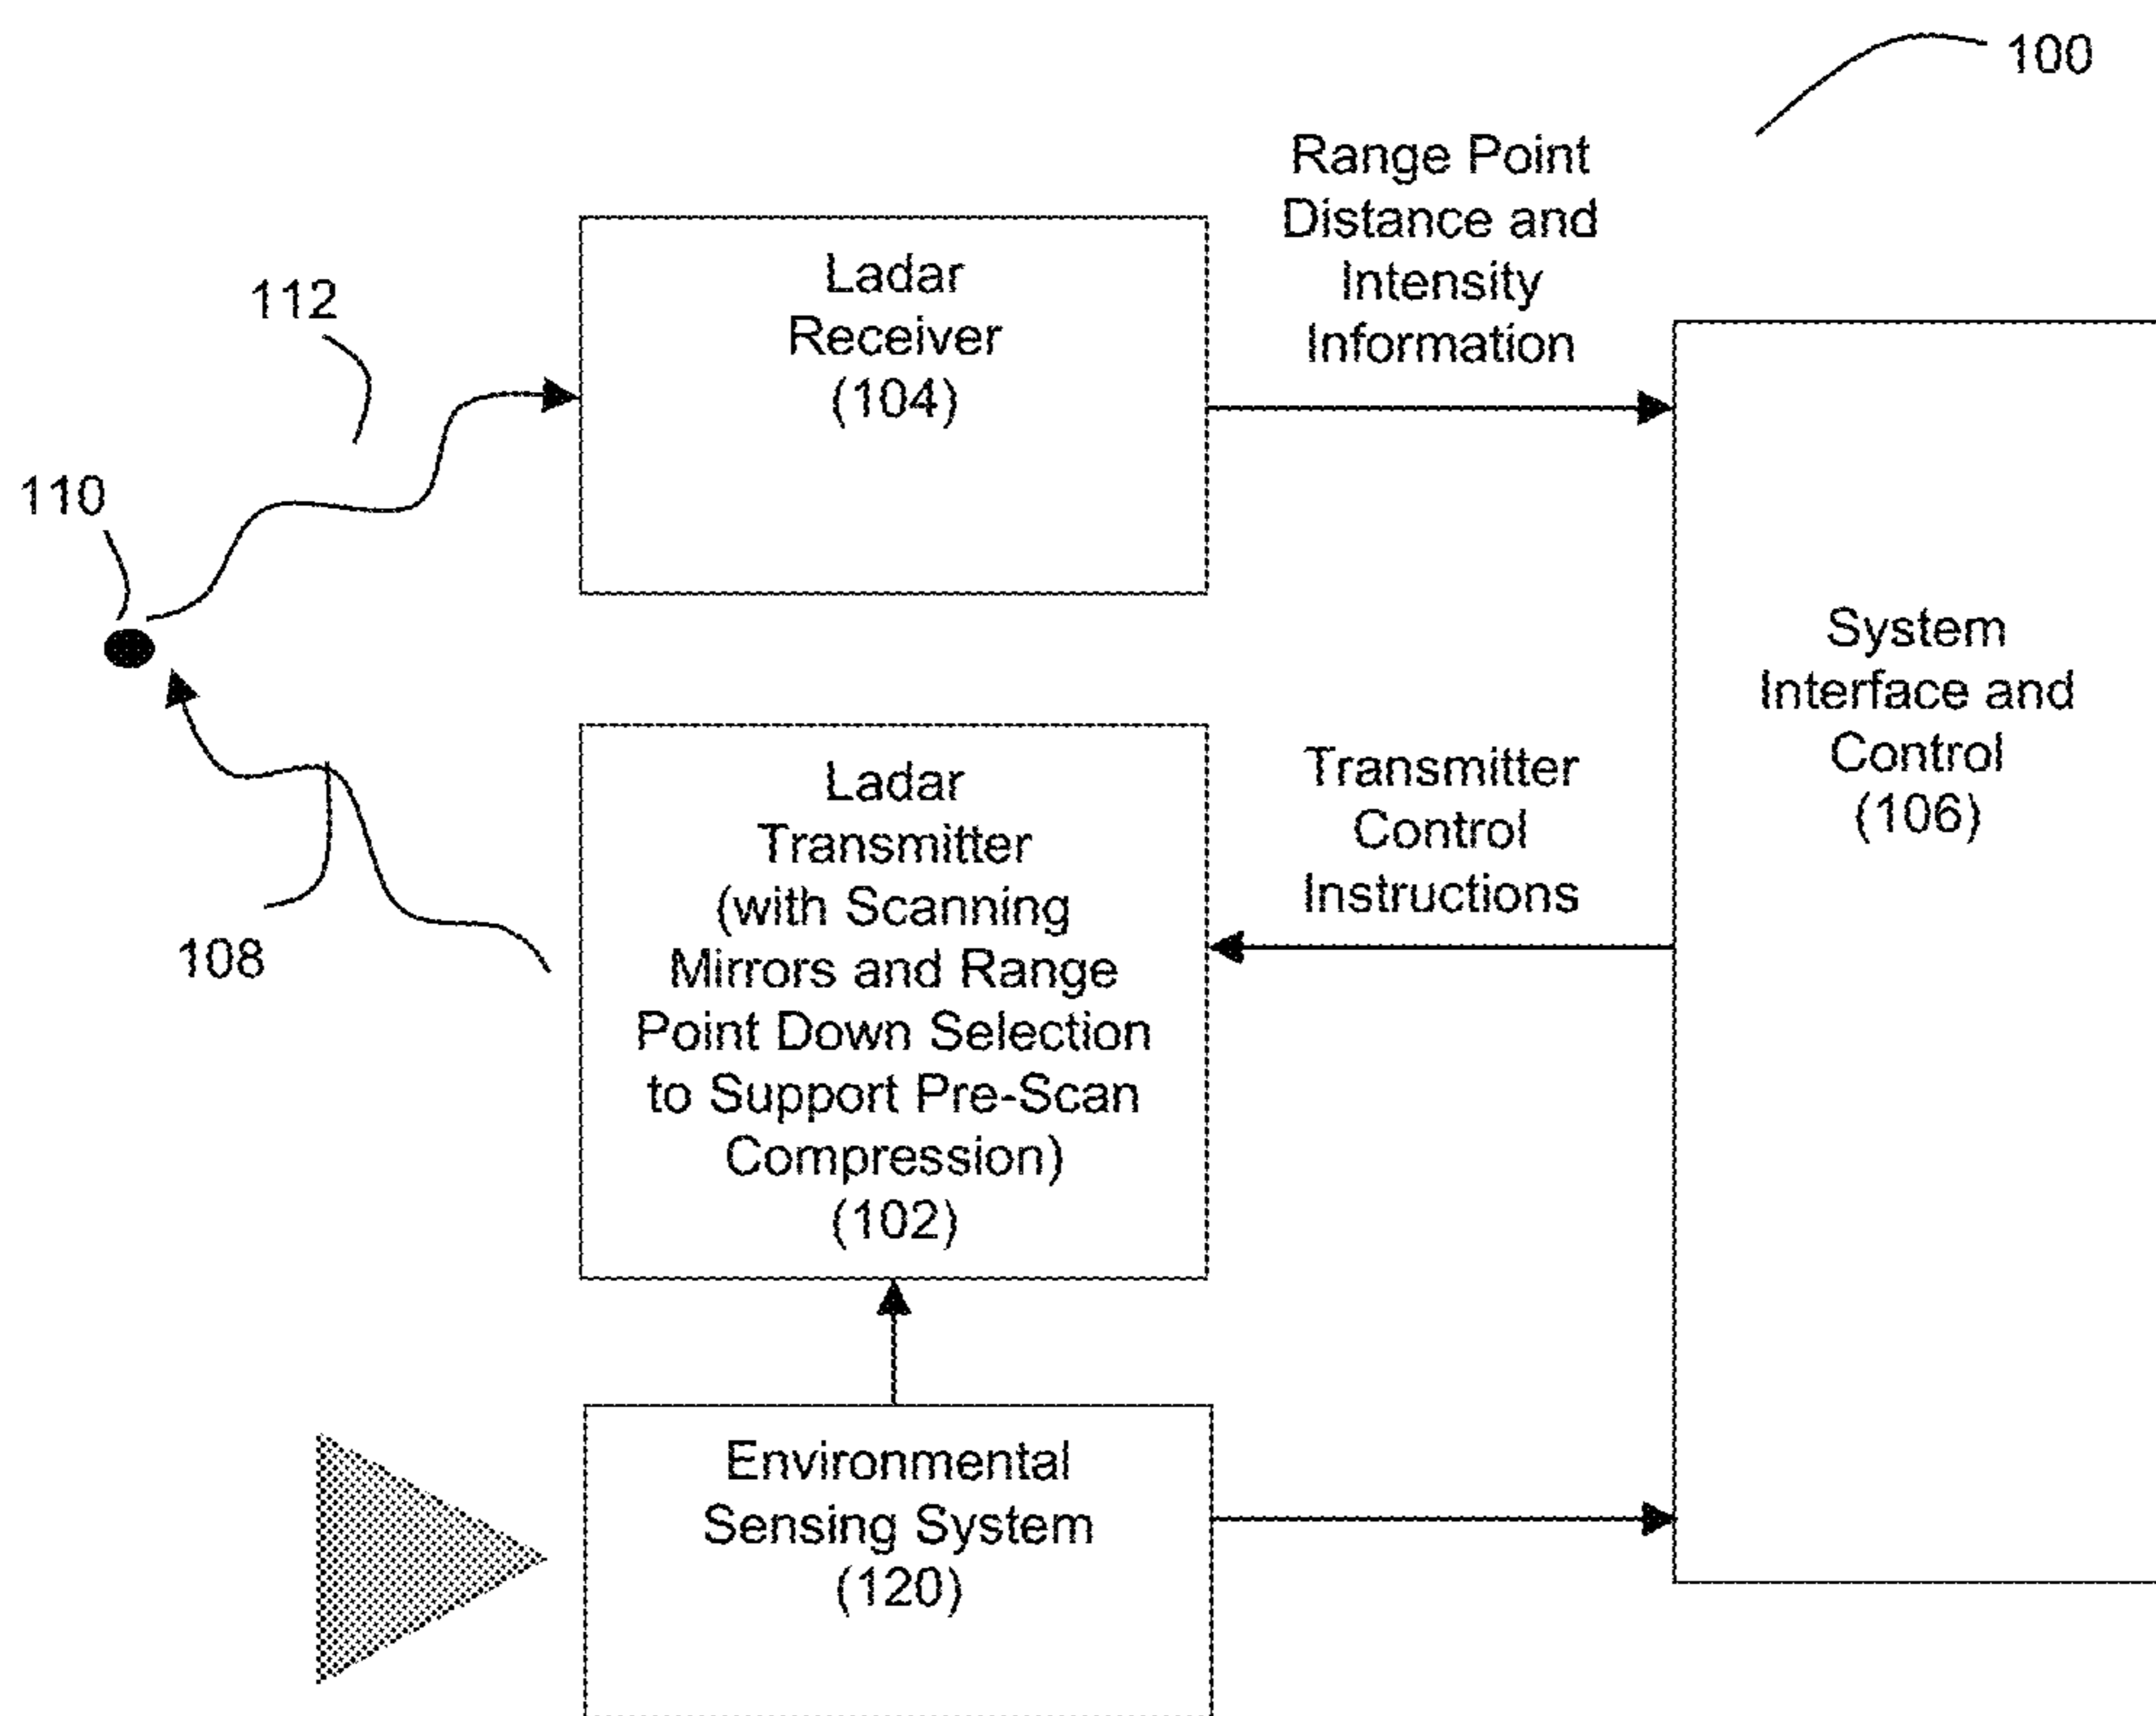 100
Range Point
Distance and
Intensity
Information
Ladar
Receiver
(104)
112
110
System
Interface and
Control
(106)
Transmitter
Control
Instructions
Ladar
Transmitter
(with Scanning
Mirrors and Range
Point Down Selection
to Support Pre-Scan
Compression)
(102)
108
Environmental
Sensing System
(120)